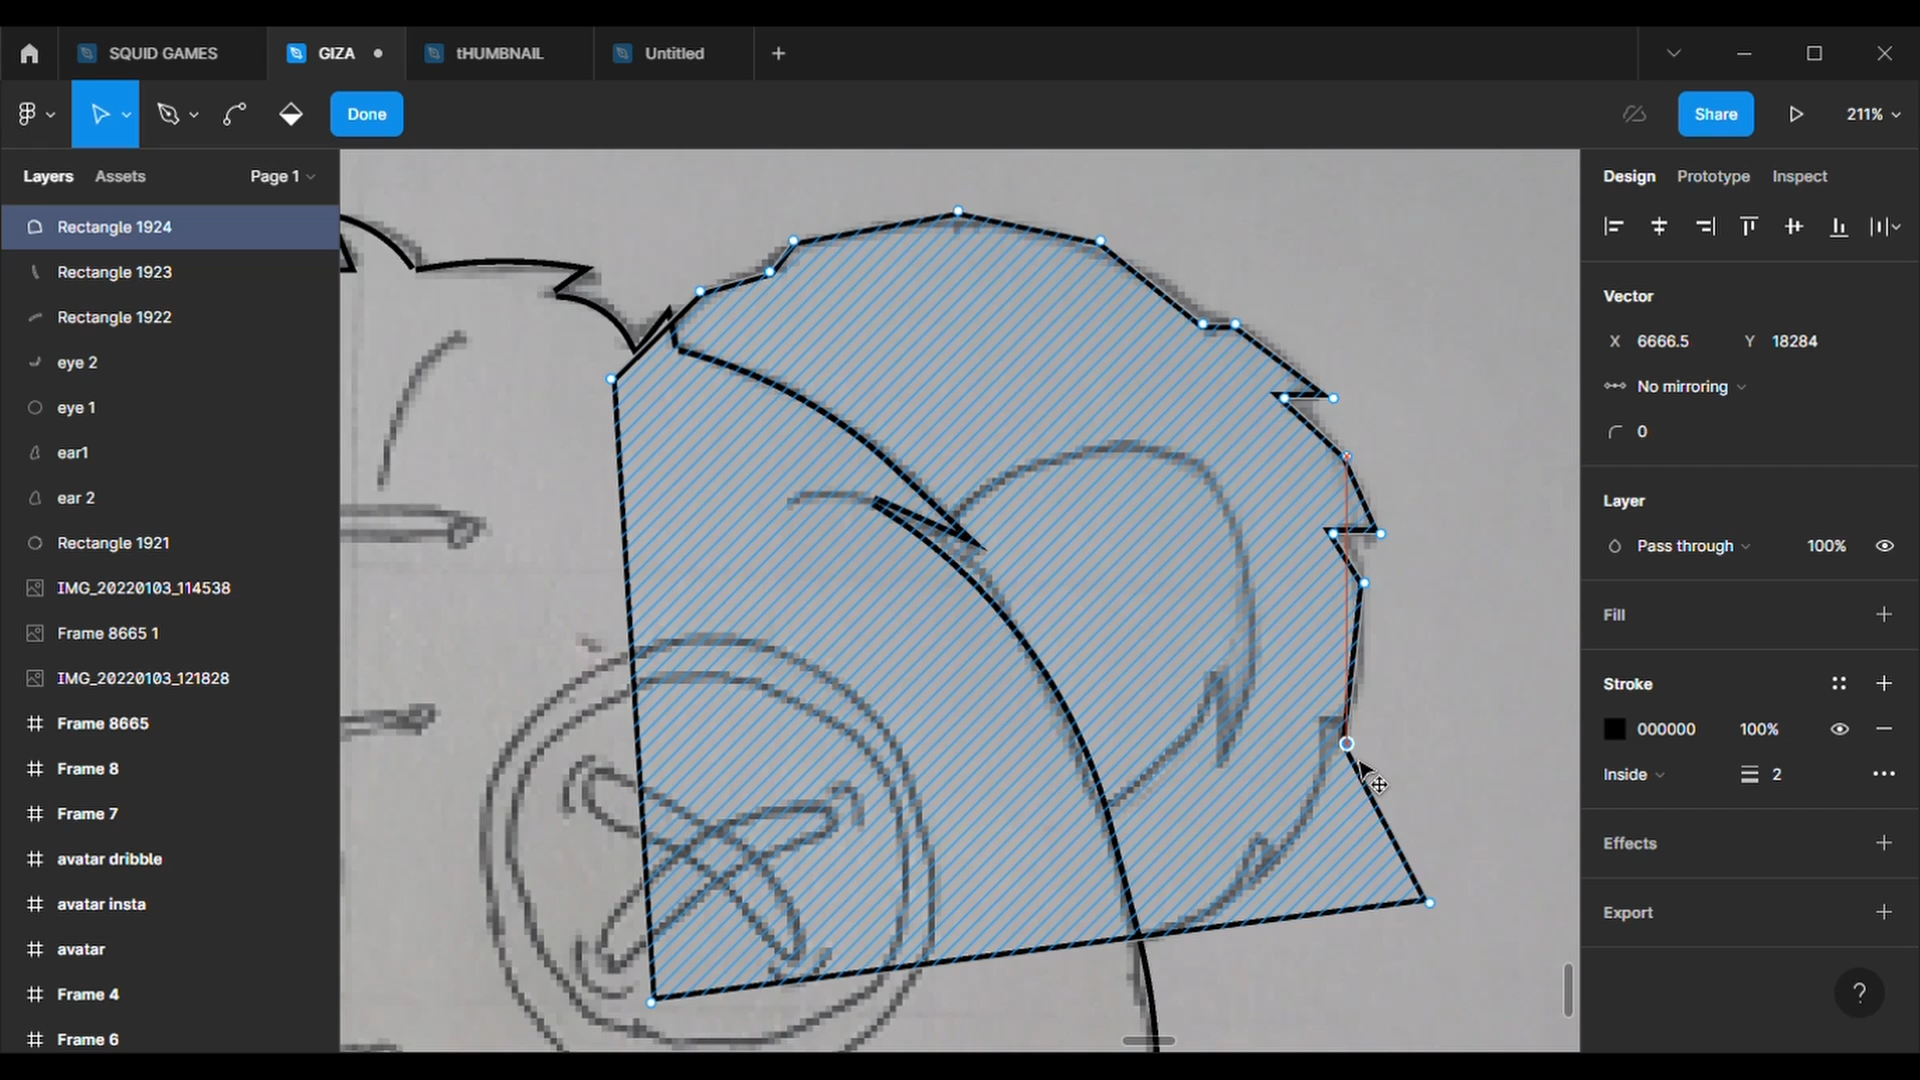 SQUID GAMES
GIZA
tHUMBNAIL
Untitled
Done
Share
211%
Layers
Assets
Page 1
Rectangle 1924
Rectangle 1923
Rectangle 1922
eye 2
eye 1
ear1
ear 2
Rectangle 1921
IMG_20220103_114538
Frame 8665 1
IMG_20220103_121828
Frame 8665
Frame 8
Frame 7
avatar dribble
avatar insta
avatar
Frame 4
Frame 6
Design
Prototype
Inspect
Vector
X 6666.5 Y 18284
No mirroring
0
Layer
Pass through 100%
Fill
Stroke
000000 100%
Inside 2
Effects
Export
?